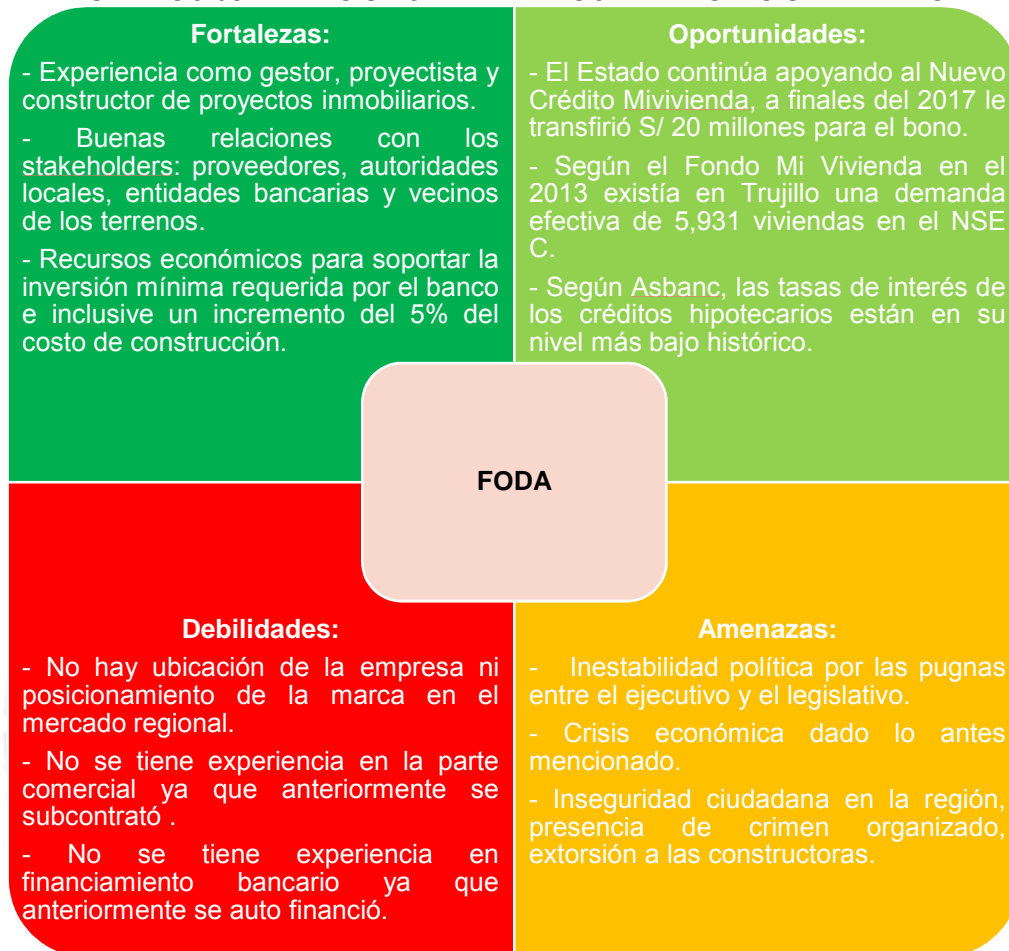 Fortalezas:
- Experiencia como gestor, proyectista y
constructor de proyectos inmobiliarios.
- Buenas relaciones con los
stakeholders: proveedores, autoridades
locales, entidades bancarias y vecinos
de los terrenos.
- Recursos económicos para soportar la
inversión mínima requerida por el banco
e inclusive un incremento del 5% del
costo de construcción.
Oportunidades:
- El Estado continúa apoyando al Nuevo
Crédito Mivivienda, a finales del 2017 le
transfirió S/ 20 millones para el bono.
- Según el Fondo Mi Vivienda en el
2013 existía en Trujillo una demanda
efectiva de 5,931 viviendas en el NSE
C.
- Según Asbanc, las tasas de interés de
los créditos hipotecarios están en su
nivel más bajo histórico.
FODA
Debilidades:
- No hay ubicación de la empresa ni
posicionamiento de la marca en el
mercado regional.
- No se tiene experiencia en la parte
comercial ya que anteriormente se
subcontrató .
- No se tiene experiencia en
financiamiento bancario ya que
anteriormente se auto financió.
Amenazas:
- Inestabilidad política por las pugnas
entre el ejecutivo y el legislativo.
- Crisis económica dado lo antes
mencionado.
- Inseguridad ciudadana en la región,
presencia de crimen organizado,
extorsión a las constructoras.